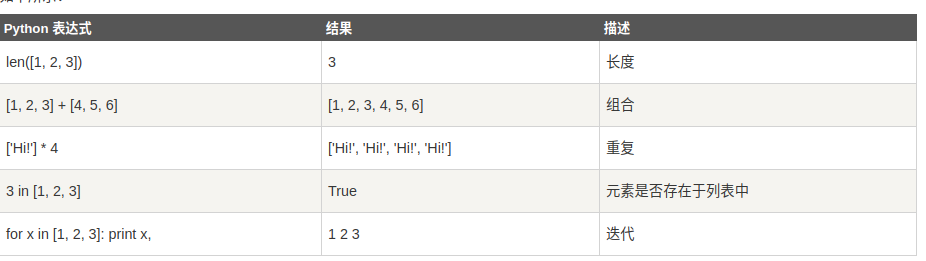 Python 表达式 结果 描述
len([1, 2, 3]) 3 长度
[1, 2, 3] + [4, 5, 6] [1, 2, 3, 4, 5, 6] 组合
['Hi!'] * 4 ['Hi!', 'Hi!', 'Hi!', 'Hi!'] 重复
3 in [1, 2, 3] True 元素是否存在于列表中
for x in [1, 2, 3]: print x, 1 2 3 迭代